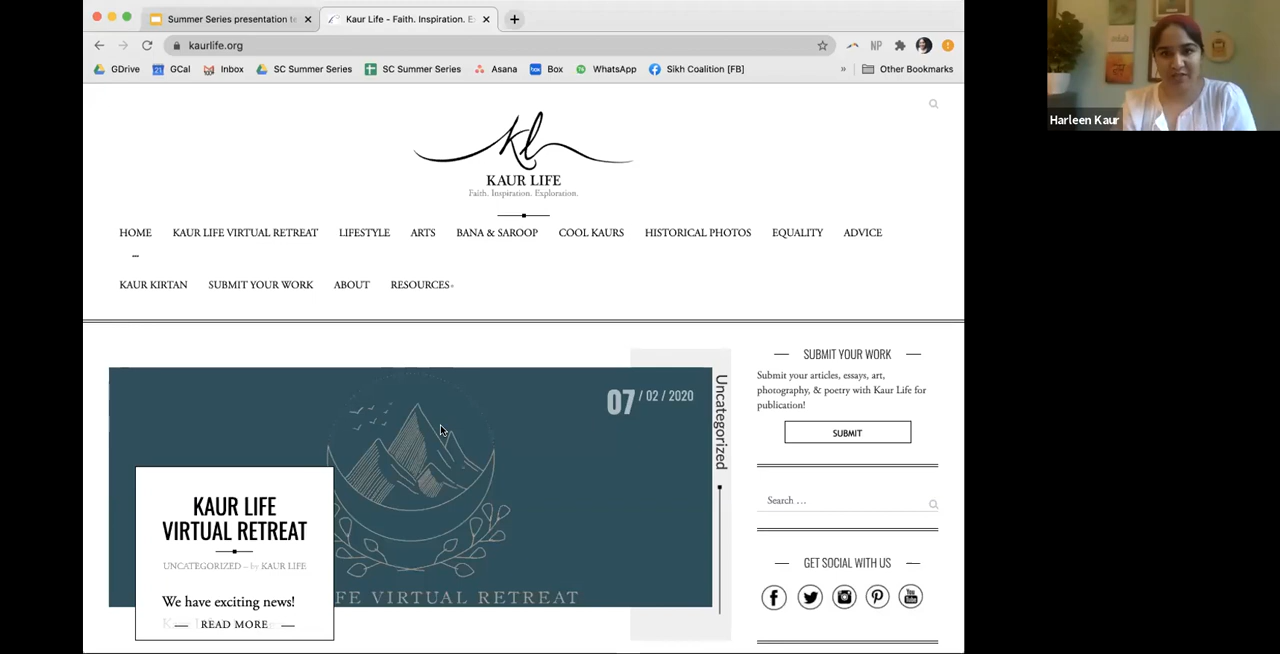 Summer Series presentation te
Kaur Life - Faith. Inspiration. E
kaurlife.org
NP
GDrive
GCal
Inbox
SC Summer Series
SC Summer Series
Asana
Box
WhatsApp
Sikh Coalition [FB]
»
Other Bookmarks
Harleen Kaur
kl
KAUR LIFE
Faith. Inspiration. Exploration.
HOME KAUR LIFE VIRTUAL RETREAT LIFESTYLE ARTS BANA & SAROOP COOL KAURS HISTORICAL PHOTOS EQUALITY ADVICE
KAUR KIRTAN SUBMIT YOUR WORK ABOUT RESOURCES
07 / 02 / 2020
Uncategorized
KAUR LIFE
VIRTUAL RETREAT
UNCATEGORIZED – by KAUR LIFE
We have exciting news!
READ MORE
FE VIRTUAL RETREAT
SUBMIT YOUR WORK
Submit your articles, essays, art,
photography, & poetry with Kaur Life for
publication!
SUBMIT
Search …
GET SOCIAL WITH US
You
Tube